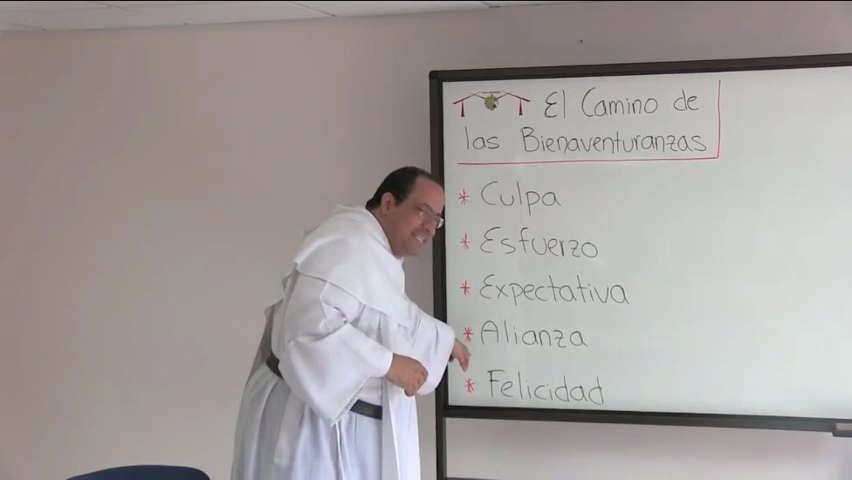 El Camino de
las Bienaventuranzas
* Culpa
* Esfuerzo
* Expectativa
* Alianza
* Felicidad